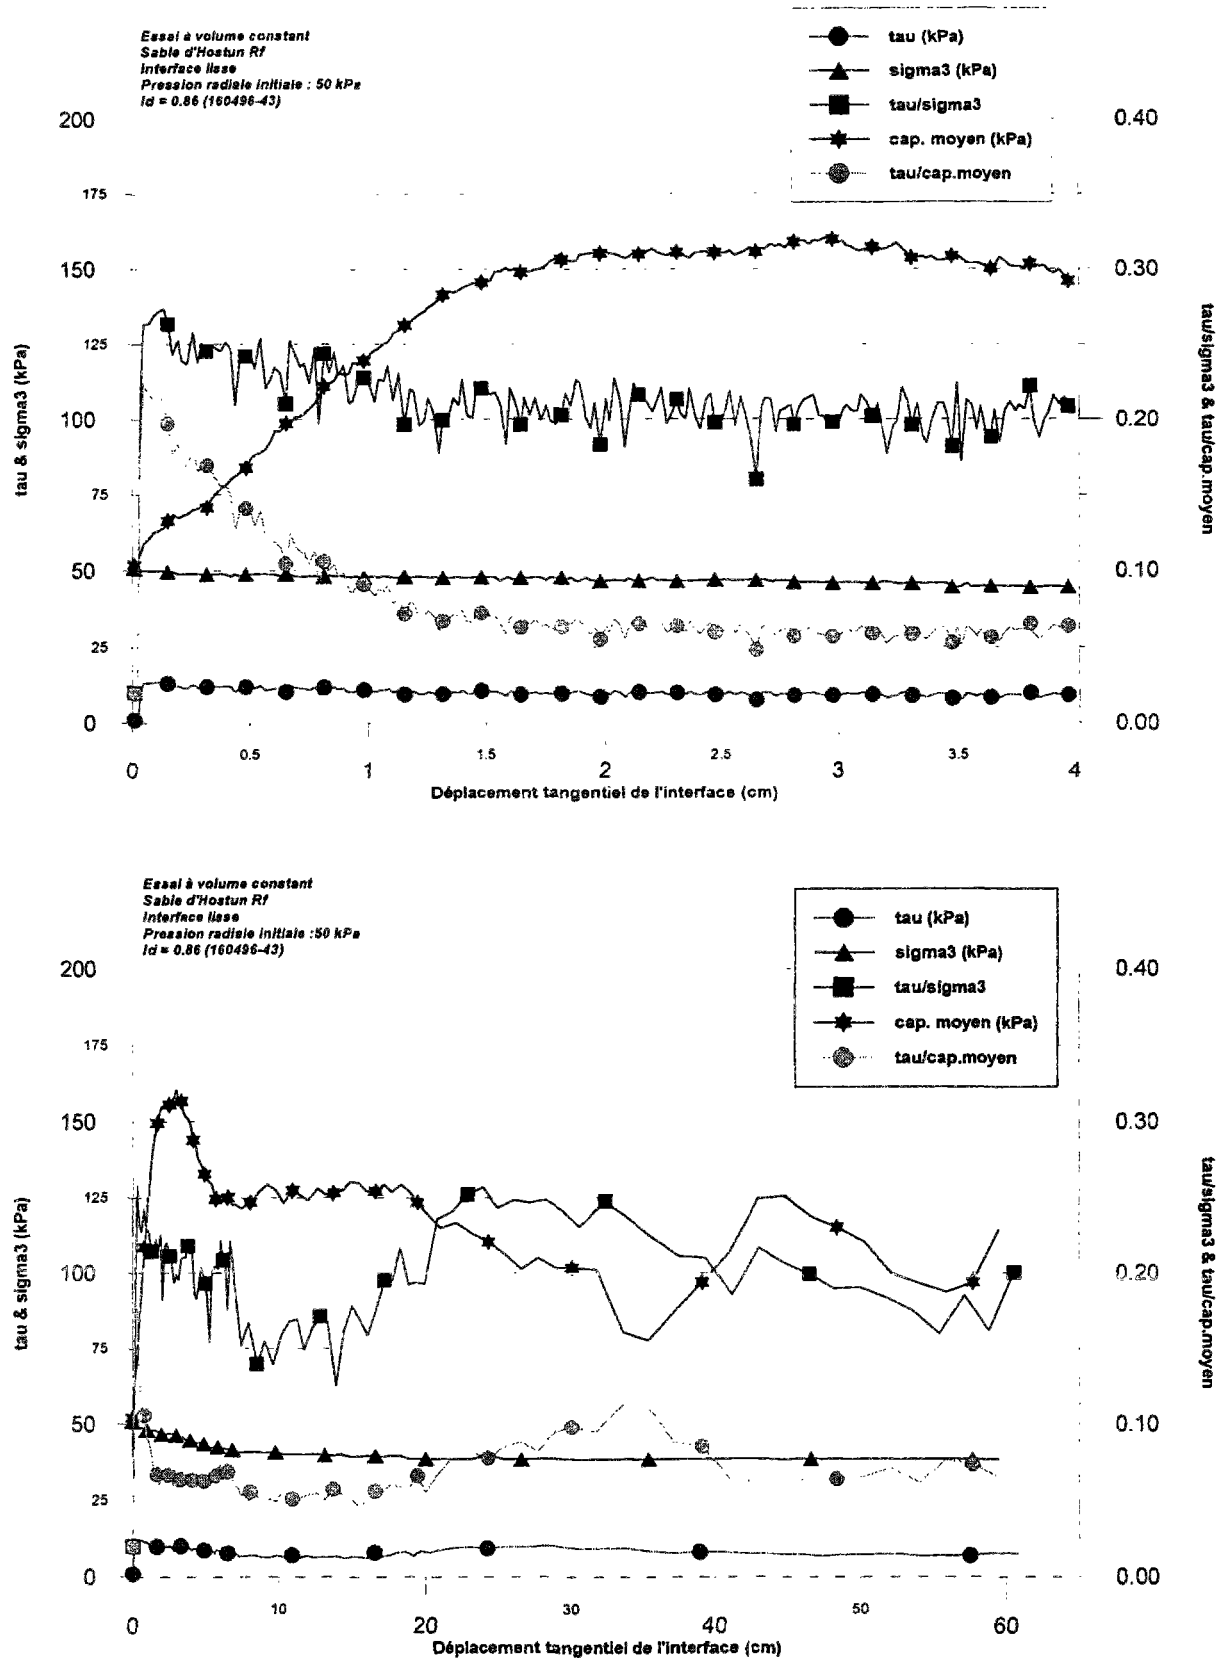 Essai à volume constant
Sable d'Hostun Rf
Interface lisse
Pression radiale initiale : 50 kPa
Id = 0.86 (160496-43)
tau (kPa)
sigma3 (kPa)
tau/sigma3
cap. moyen (kPa)
tau/cap.moyen
200
175
150
125
100
75
50
25
0
tau & sigma3 (kPa)
0.40
0.30
0.20
0.10
0.00
tau/sigma3 & tau/cap.moyen
0
0.5
1
1.5
2
2.5
3
3.5
4
Déplacement tangentiel de l'interface (cm)
Essai à volume constant
Sable d'Hostun Rf
Interface lisse
Pression radiale initiale :50 kPa
Id = 0.86 (160496-43)
tau (kPa)
sigma3 (kPa)
tau/sigma3
cap. moyen (kPa)
tau/cap.moyen
200
175
150
125
100
75
50
25
0
tau & sigma3 (kPa)
0.40
0.30
0.20
0.10
0.00
tau/sigma3 & tau/cap.moyen
0
10
20
30
40
50
60
Déplacement tangentiel de l'interface (cm)